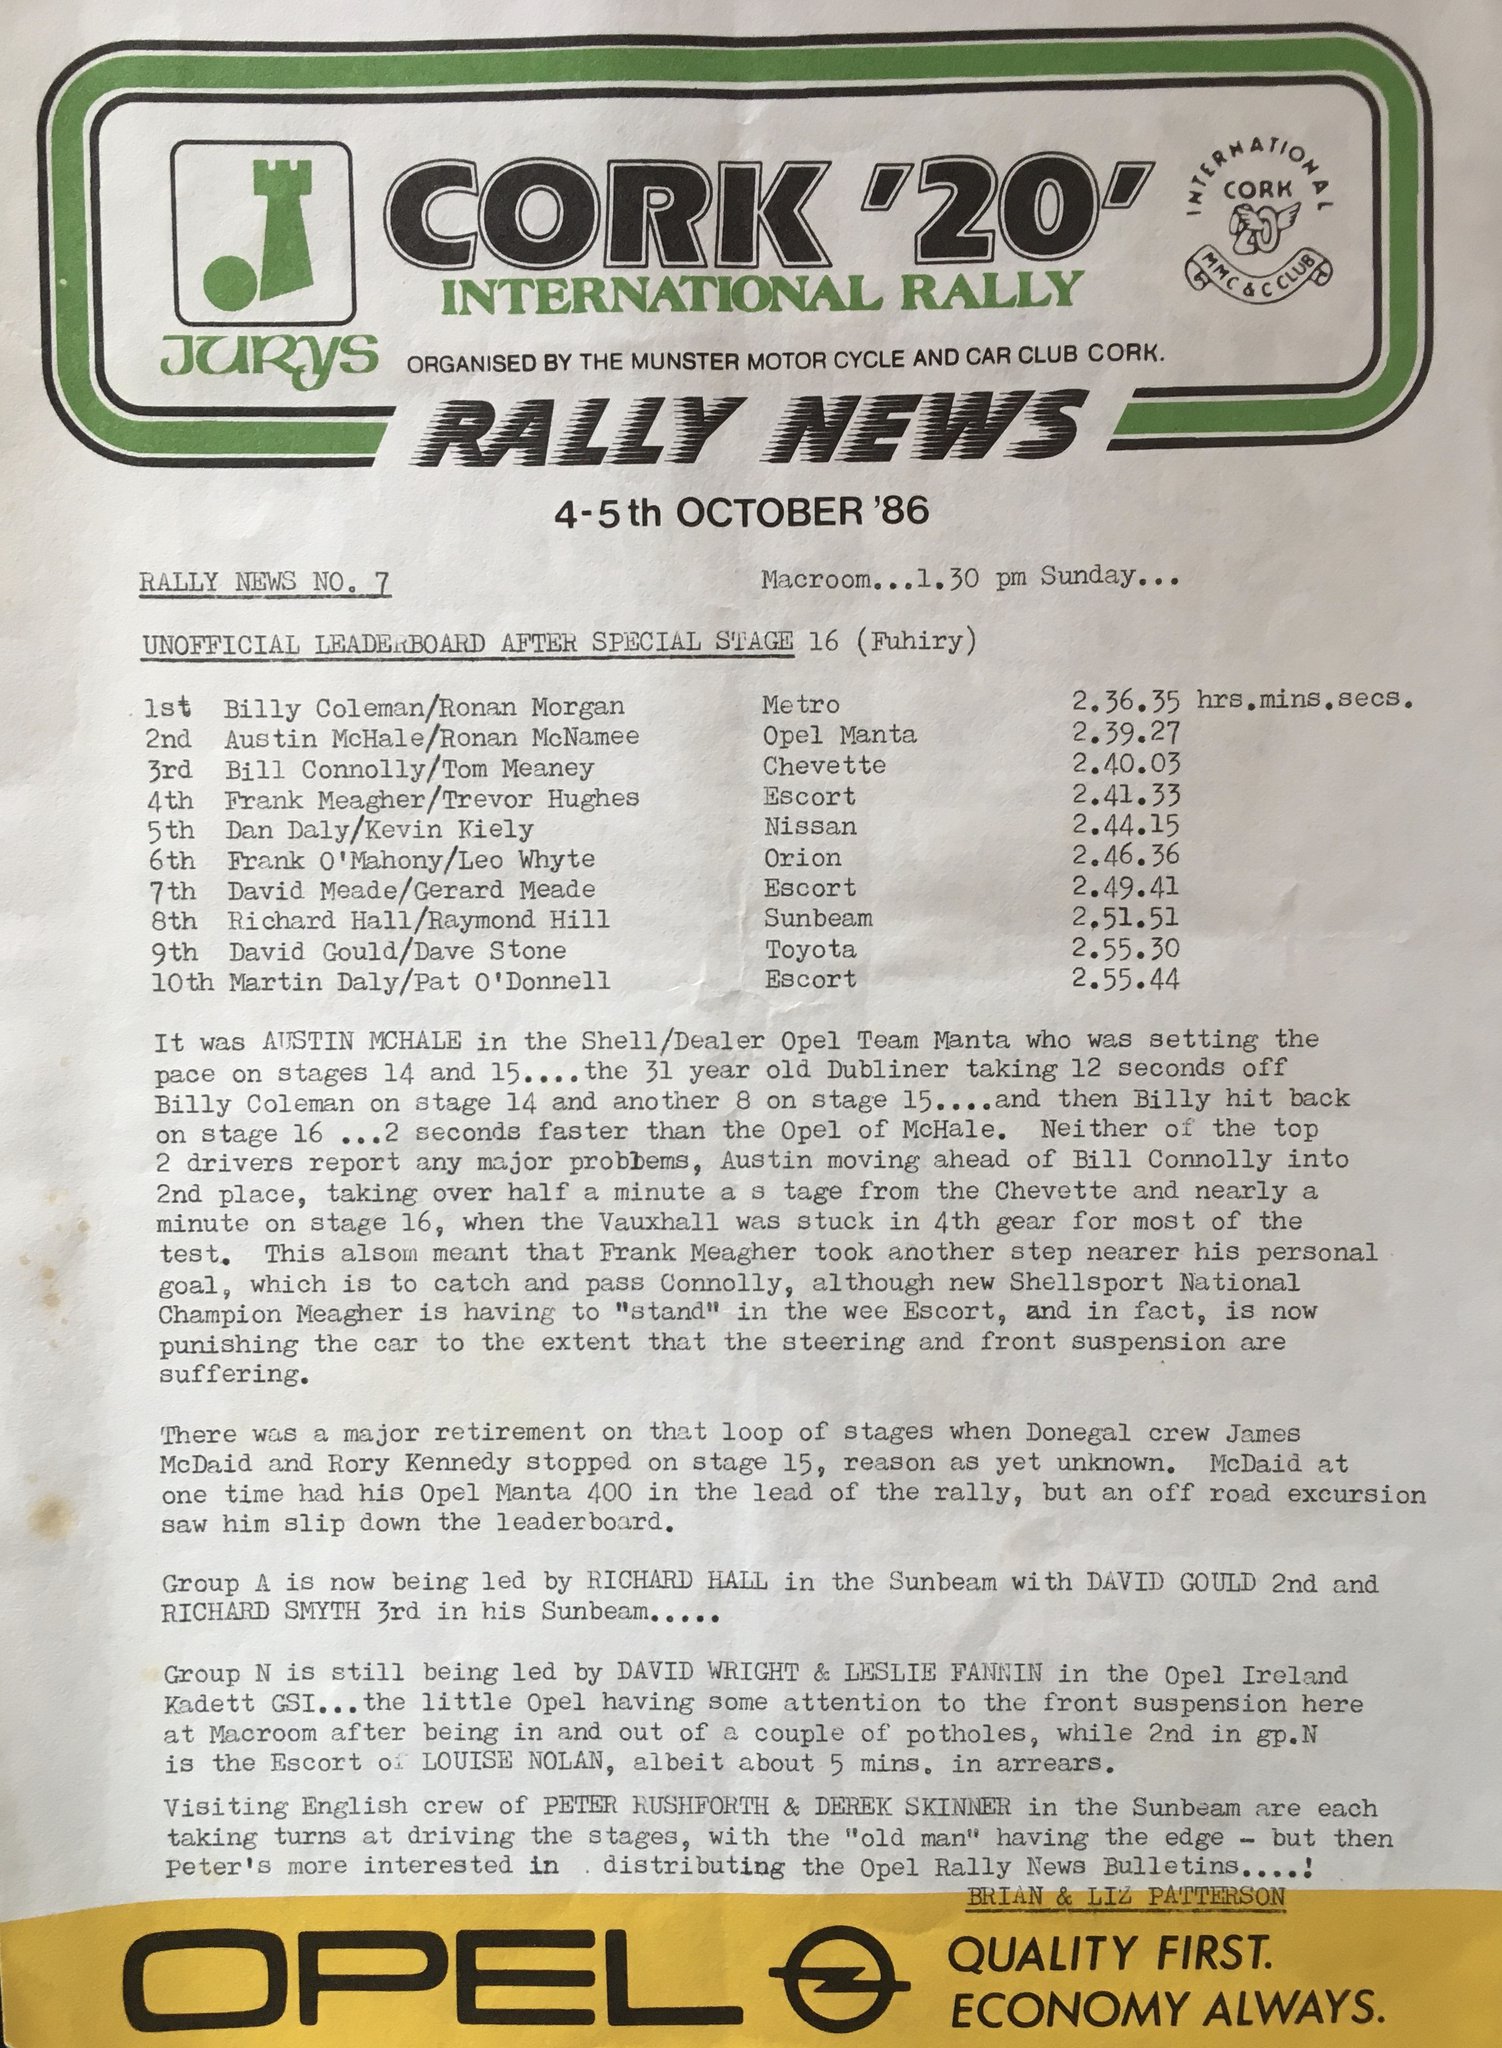 CORK '20'
INTERNATIONAL RALLY
JURYS
INTERNATIONAL
CORK
20
MMC & C CLUB
ORGANISED BY THE MUNSTER MOTOR CYCLE AND CAR CLUB CORK.
RALLY NEWS
4-5th OCTOBER '86
RALLY NEWS NO. 7 Macroom...1.30 pm Sunday...
UNOFFICIAL LEADERBOARD AFTER SPECIAL STAGE 16 (Fuhiry)
1st Billy Coleman/Ronan Morgan Metro 2.36.35 hrs.mins.secs.
2nd Austin McHale/Ronan McNamee Opel Manta 2.39.27
3rd Bill Connolly/Tom Meaney Chevette 2.40.03
4th Frank Meagher/Trevor Hughes Escort 2.41.33
5th Dan Daly/Kevin Kiely Nissan 2.44.15
6th Frank O'Mahony/Leo Whyte Orion 2.46.36
7th David Meade/Gerard Meade Escort 2.49.41
8th Richard Hall/Raymond Hill Sunbeam 2.51.51
9th David Gould/Dave Stone Toyota 2.55.30
10th Martin Daly/Pat O'Donnell Escort 2.55.44
It was AUSTIN MCHALE in the Shell/Dealer Opel Team Manta who was setting the
pace on stages 14 and 15....the 31 year old Dubliner taking 12 seconds off
Billy Coleman on stage 14 and another 8 on stage 15....and then Billy hit back
on stage 16 ...2 seconds faster than the Opel of McHale. Neither of the top
2 drivers report any major problems, Austin moving ahead of Bill Connolly into
2nd place, taking over half a minute a s tage from the Chevette and nearly a
minute on stage 16, when the Vauxhall was stuck in 4th gear for most of the
test. This alsom meant that Frank Meagher took another step nearer his personal
goal, which is to catch and pass Connolly, although new Shellsport National
Champion Meagher is having to "stand" in the wee Escort, and in fact, is now
punishing the car to the extent that the steering and front suspension are
suffering.
There was a major retirement on that loop of stages when Donegal crew James
McDaid and Rory Kennedy stopped on stage 15, reason as yet unknown. McDaid at
one time had his Opel Manta 400 in the lead of the rally, but an off road excursion
saw him slip down the leaderboard.
Group A is now being led by RICHARD HALL in the Sunbeam with DAVID GOULD 2nd and
RICHARD SMYTH 3rd in his Sunbeam.....
Group N is still being led by DAVID WRIGHT & LESLIE FANNIN in the Opel Ireland
Kadett GSI...the little Opel having some attention to the front suspension here
at Macroom after being in and out of a couple of potholes, while 2nd in gp.N
is the Escort of LOUISE NOLAN, albeit about 5 mins. in arrears.
Visiting English crew of PETER RUSHFORTH & DEREK SKINNER in the Sunbeam are each
taking turns at driving the stages, with the "old man" having the edge - but then
Peter's more interested in . distributing the Opel Rally News Bulletins....!
BRIAN & LIZ PATTERSON
OPEL QUALITY FIRST.
ECONOMY ALWAYS.